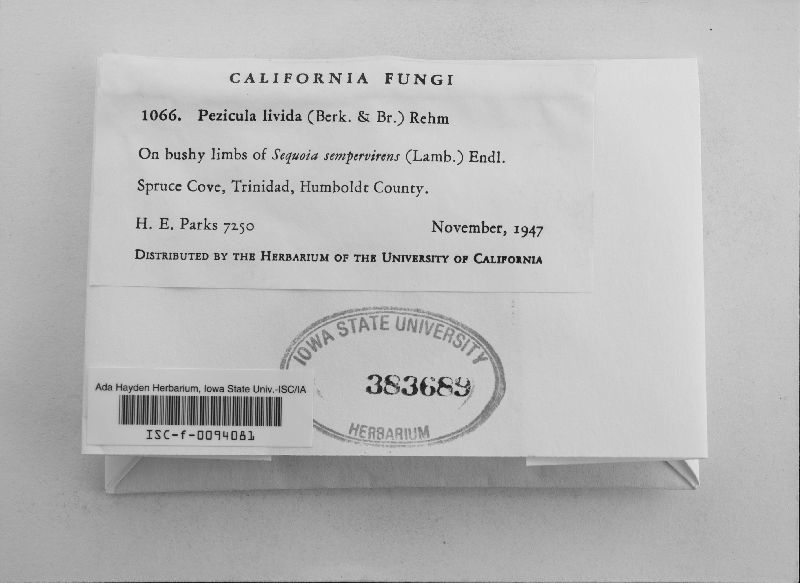 CALIFORNIA FUNGI
1066. Pezicula livida (Berk. & Br.) Rehm
On bushy limbs of Sequoia sempervirens (Lamb.) Endl.
Spruce Cove, Trinidad, Humboldt County.
H. E. Parks 7250 November, 1947
DISTRIBUTED BY THE HERBARIUM OF THE UNIVERSITY OF CALIFORNIA
IOWA STATE UNIVERSITY
383689
HERBARIUM
Ada Hayden Herbarium, Iowa State Univ.-ISC/IA
ISC-f-0094081